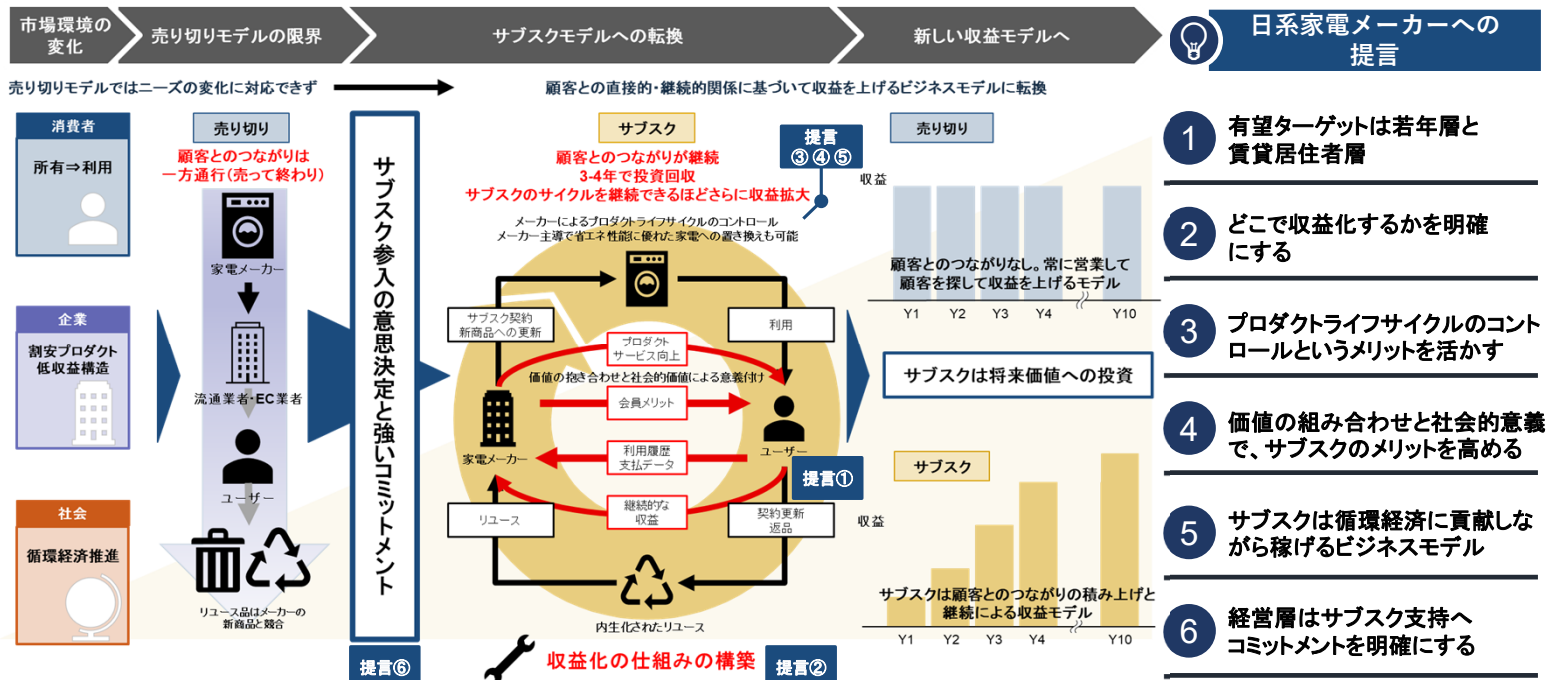 市場環境の
変化
売り切りモデルの限界
サブスクモデルへの転換
新しい収益モデルへ
日系家電メーカーへの
提言
売り切りモデルではニーズの変化に対応できず
顧客との直接的・継続的関係に基づいて収益を上げるビジネスモデルに転換
消費者
所有⇒利用
企業
割安プロダクト
低収益構造
社会
循環経済推進
売り切り
顧客とのつながりは
一方通行(売って終わり)
家電メーカー
流通業者・EC業者
ユーザー
リユース品はメーカーの
新商品と競合
サブスク参入の意思決定と強いコミットメント
提言⑥
サブスク
顧客とのつながりが継続
3-4年で投資回収
サブスクのサイクルを継続できるほどさらに収益拡大
提言
③④⑤
メーカーによるプロダクトライフサイクルのコントロール
メーカー主導で省エネ性能に優れた家電への置き換えも可能
サブスク契約
新商品への更新
利用
プロダクト
サービス向上
価値の抱き合わせと社会的価値による意義付け
会員メリット
家電メーカー
利用履歴
支払データ
ユーザー
提言①
継続的な
収益
リユース
契約更新
返品
内生化されたリユース
収益化の仕組みの構築
提言②
売り切り
収益
顧客とのつながりなし。常に営業して
顧客を探して収益を上げるモデル
Y1 Y2 Y3 Y4 Y10
サブスクは将来価値への投資
サブスク
収益
サブスクは顧客とのつながりの積み上げと
継続による収益モデル
Y1 Y2 Y3 Y4 Y10
1 有望ターゲットは若年層と
賃貸居住者層
2 どこで収益化するかを明確
にする
3 プロダクトライフサイクルのコント
ロールというメリットを活かす
4 価値の組み合わせと社会的意義
で、サブスクのメリットを高める
5 サブスクは循環経済に貢献しな
がら稼げるビジネスモデル
6 経営層はサブスク支持へ
コミットメントを明確にする